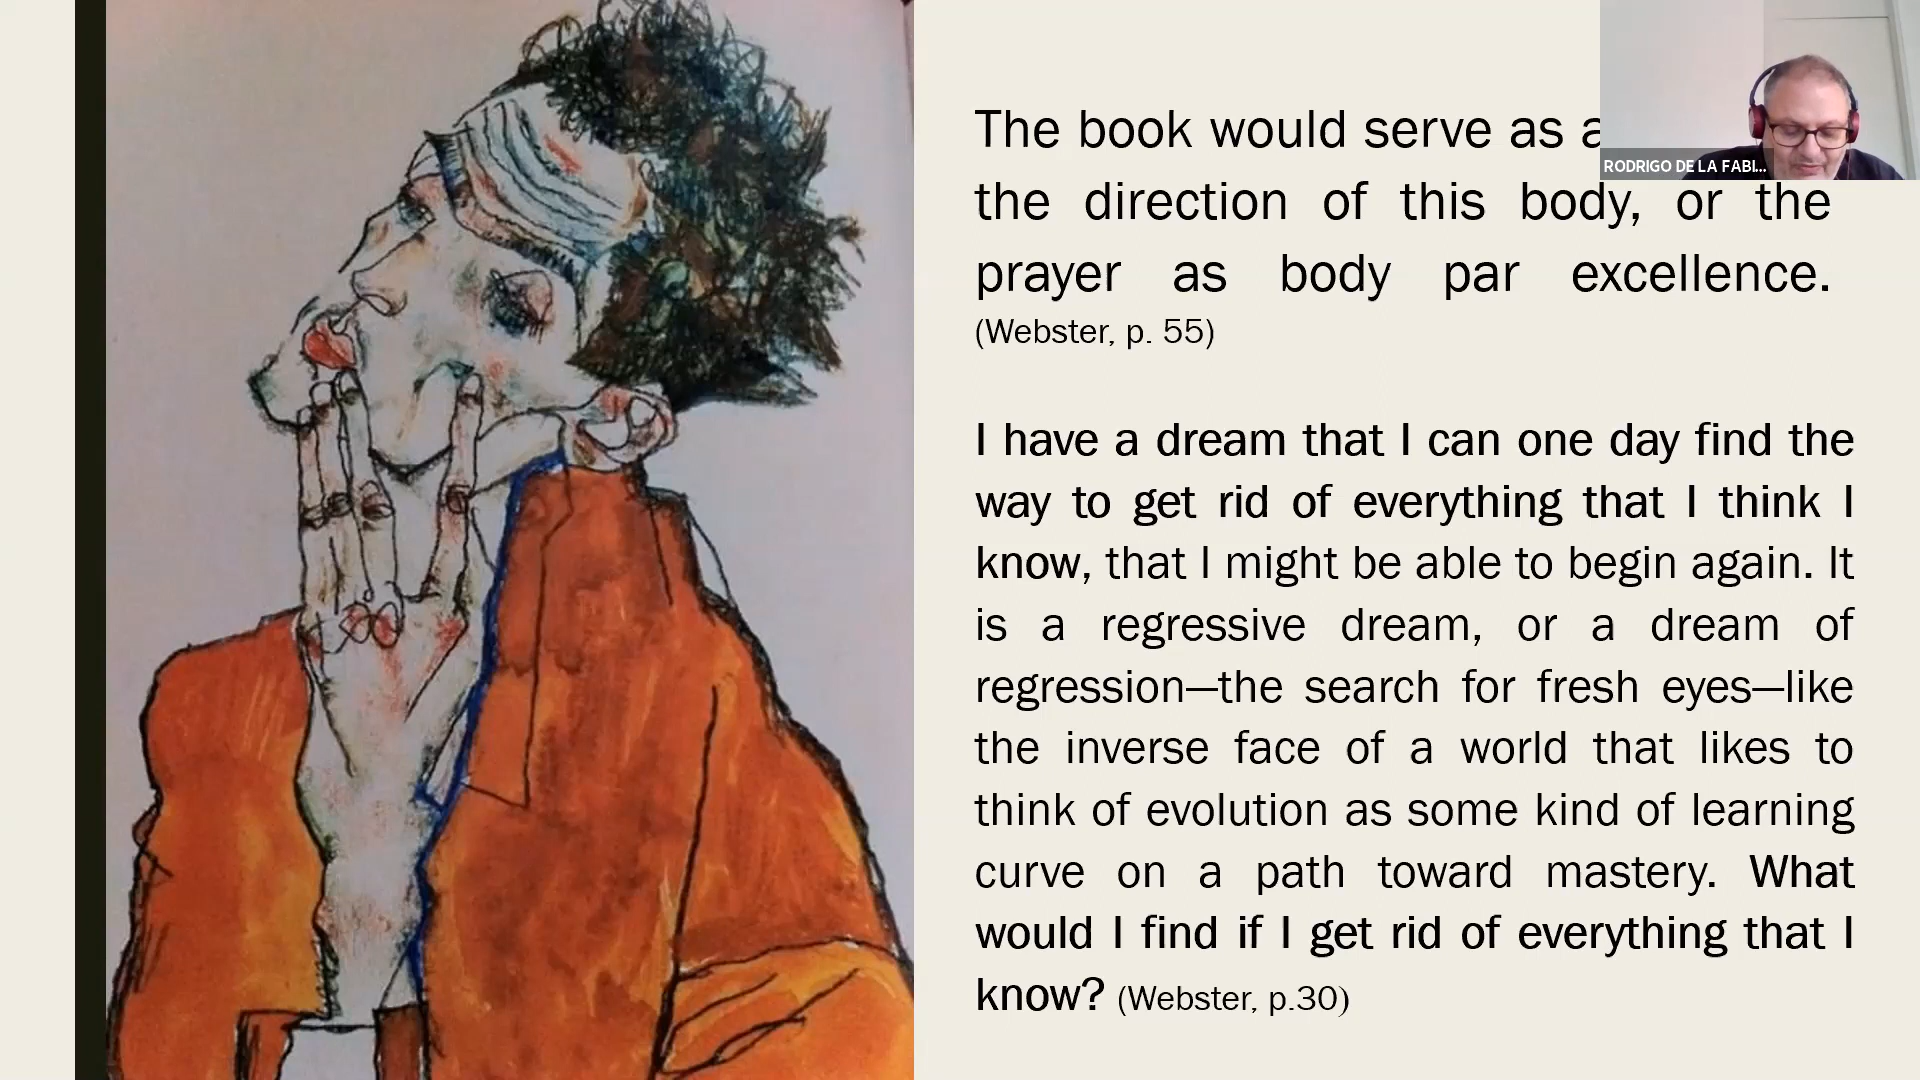 The book would serve as a
the direction of this body, or the
prayer as body par excellence.
(Webster, p. 55)
I have a dream that I can one day find the
way to get rid of everything that I think I
know, that I might be able to begin again. It
is a regressive dream, or a dream of
regression—the search for fresh eyes—like
the inverse face of a world that likes to
think of evolution as some kind of learning
curve on a path toward mastery. What
would I find if I get rid of everything that I
know? (Webster, p.30)
RODRIGO DE LA FABI...